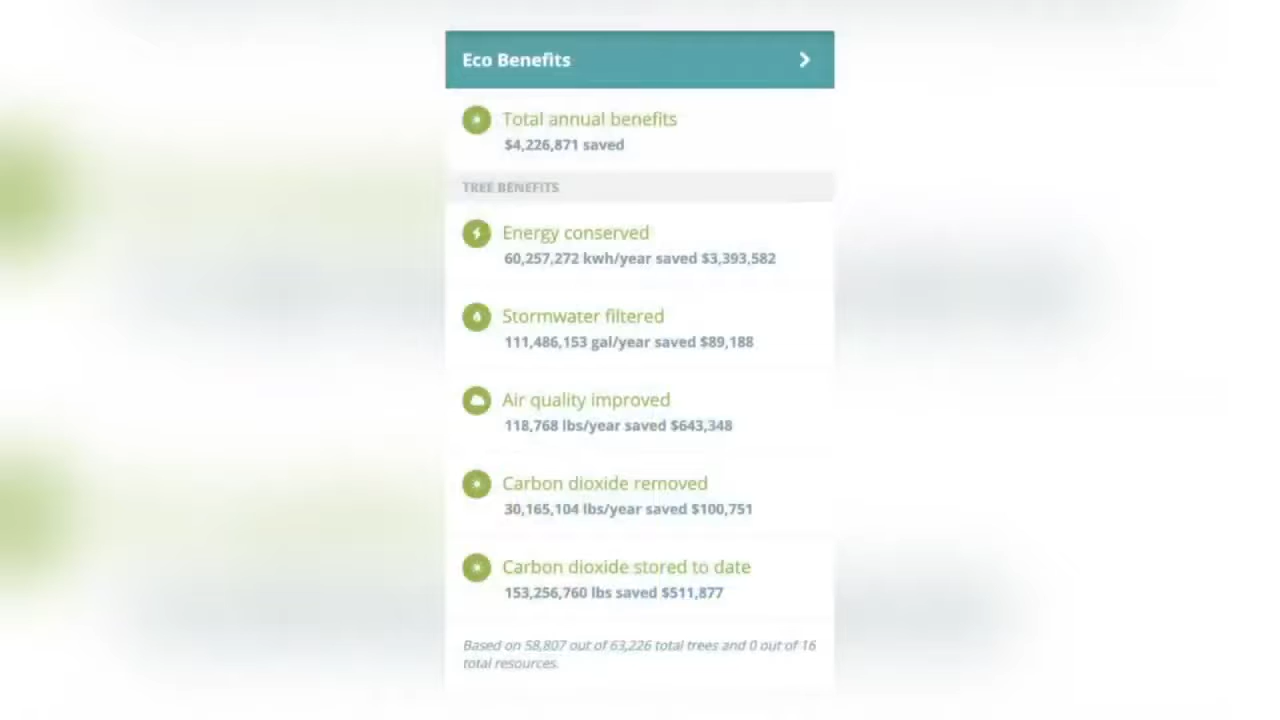 Eco Benefits
Total annual benefits
$4,226,871 saved
TREE BENEFITS
Energy conserved
60,257,272 kwh/year saved $3,393,582
Stormwater filtered
111,486,153 gal/year saved $89,188
Air quality improved
118,768 lbs/year saved $643,348
Carbon dioxide removed
30,165,104 lbs/year saved $100,751
Carbon dioxide stored to date
153,256,760 lbs saved $511,877
Based on 58,807 out of 63,226 total trees and 0 out of 16
total resources.